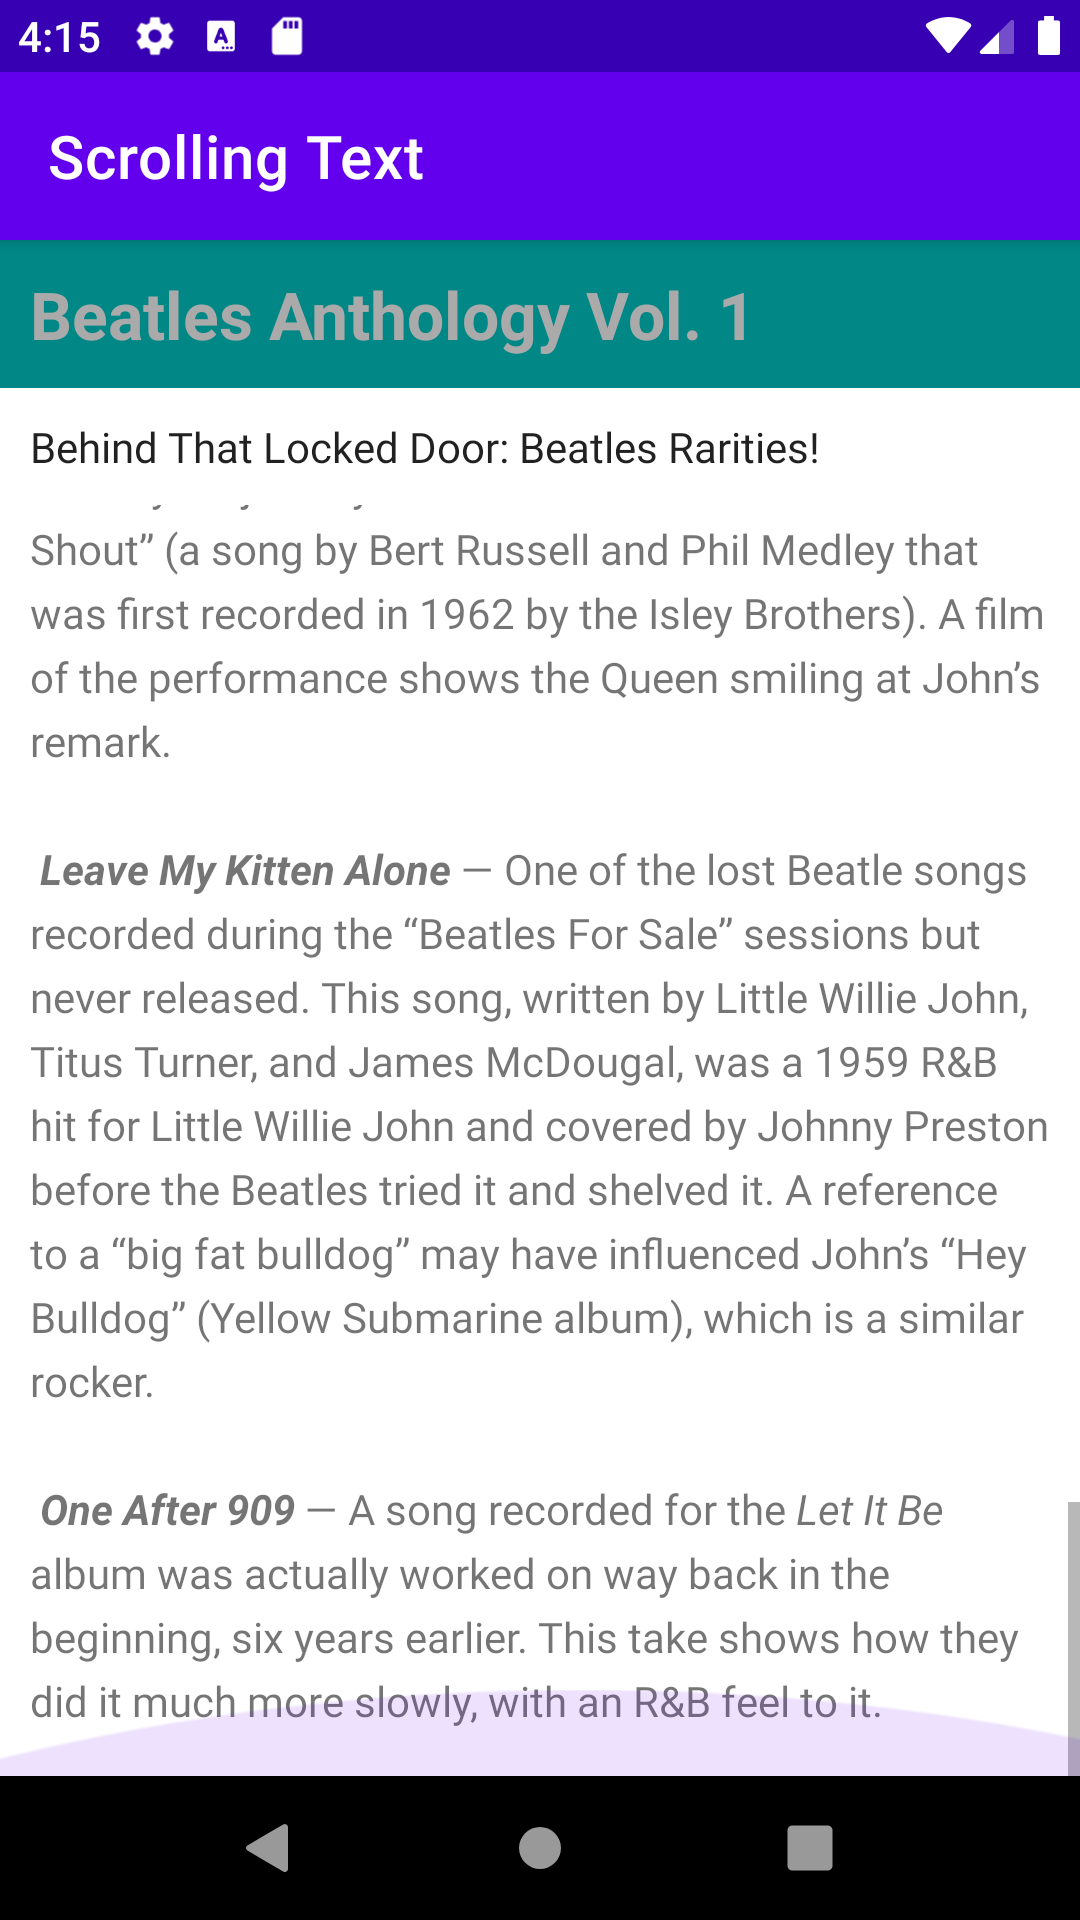 4:15
Scrolling Text
Beatles Anthology Vol. 1
Behind That Locked Door: Beatles Rarities!
Shout” (a song by Bert Russell and Phil Medley that
was first recorded in 1962 by the Isley Brothers). A film
of the performance shows the Queen smiling at John’s
remark.
Leave My Kitten Alone — One of the lost Beatle songs
recorded during the “Beatles For Sale” sessions but
never released. This song, written by Little Willie John,
Titus Turner, and James McDougal, was a 1959 R&B
hit for Little Willie John and covered by Johnny Preston
before the Beatles tried it and shelved it. A reference
to a “big fat bulldog” may have influenced John’s “Hey
Bulldog” (Yellow Submarine album), which is a similar
rocker.
One After 909 — A song recorded for the Let It Be
album was actually worked on way back in the
beginning, six years earlier. This take shows how they
did it much more slowly, with an R&B feel to it.